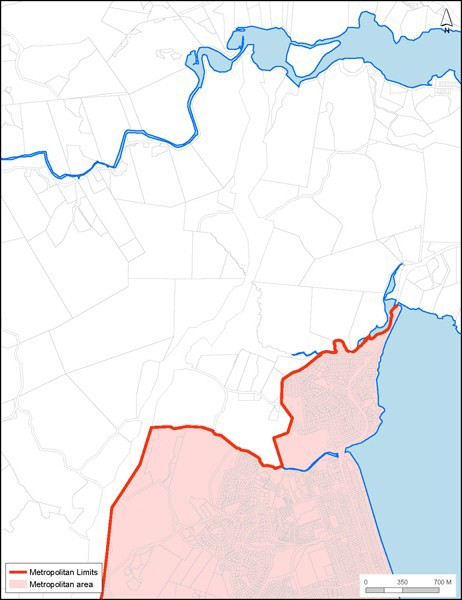 N
Metropolitan Limits
Metropolitan area
0 350 700 M